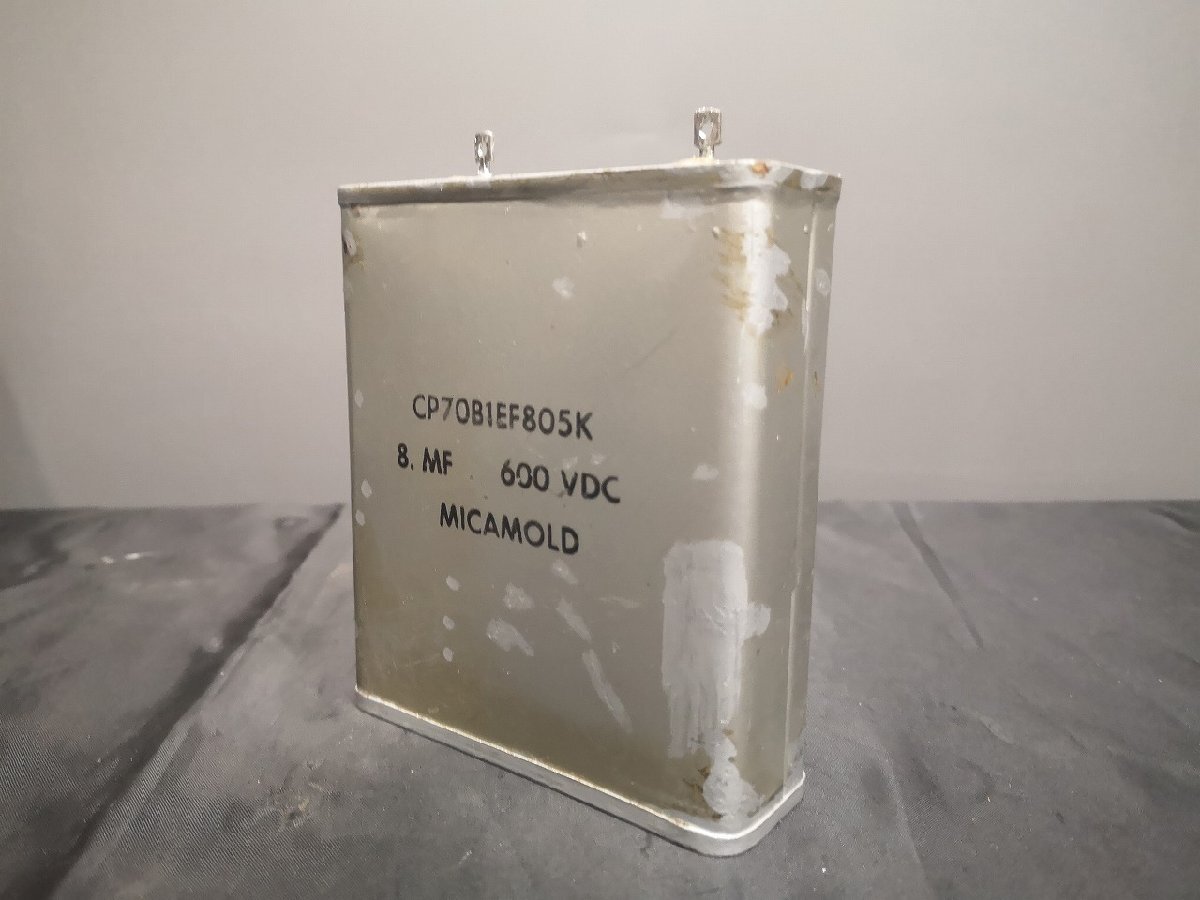 CP70B1EF805K
8. MF 600 VDC
MICAMOLD